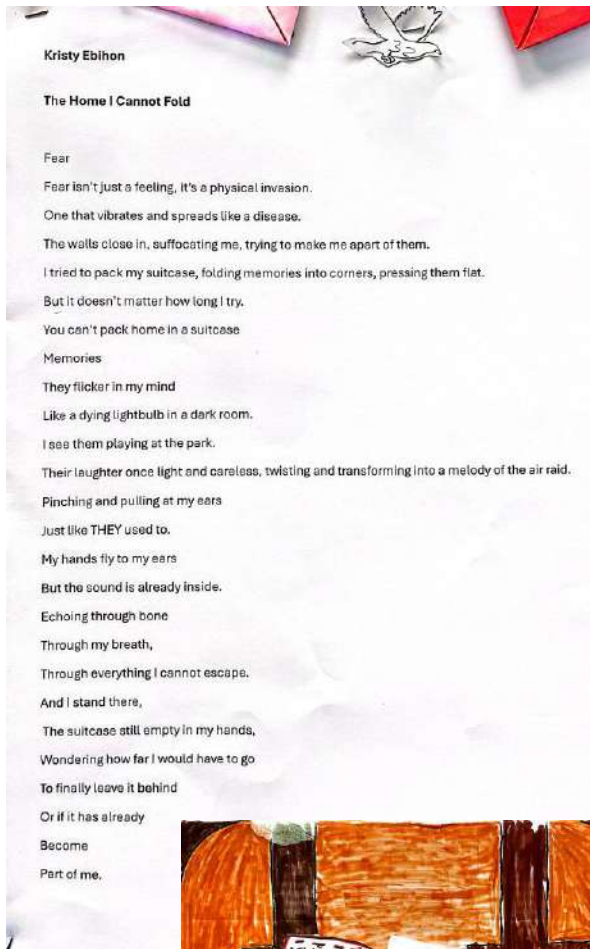 Kristy Ebihon
The Home I Cannot Fold
Fear
Fear isn't just a feeling, it's a physical invasion.
One that vibrates and spreads like a disease.
The walls close in, suffocating me, trying to make me apart of them.
I tried to pack my suitcase, folding memories into corners, pressing them flat.
But it doesn't matter how long I try.
You can't pack home in a suitcase
Memories
They flicker in my mind
Like a dying lightbulb in a dark room.
I see them playing at the park.
Their laughter once light and careless, twisting and transforming into a melody of the air raid.
Pinching and pulling at my ears
Just like THEY used to.
My hands fly to my ears
But the sound is already inside.
Echoing through bone
Through my breath,
Through everything I cannot escape.
And I stand there,
The suitcase still empty in my hands,
Wondering how far I would have to go
To finally leave it behind
Or if it has already
Become
Part of me.